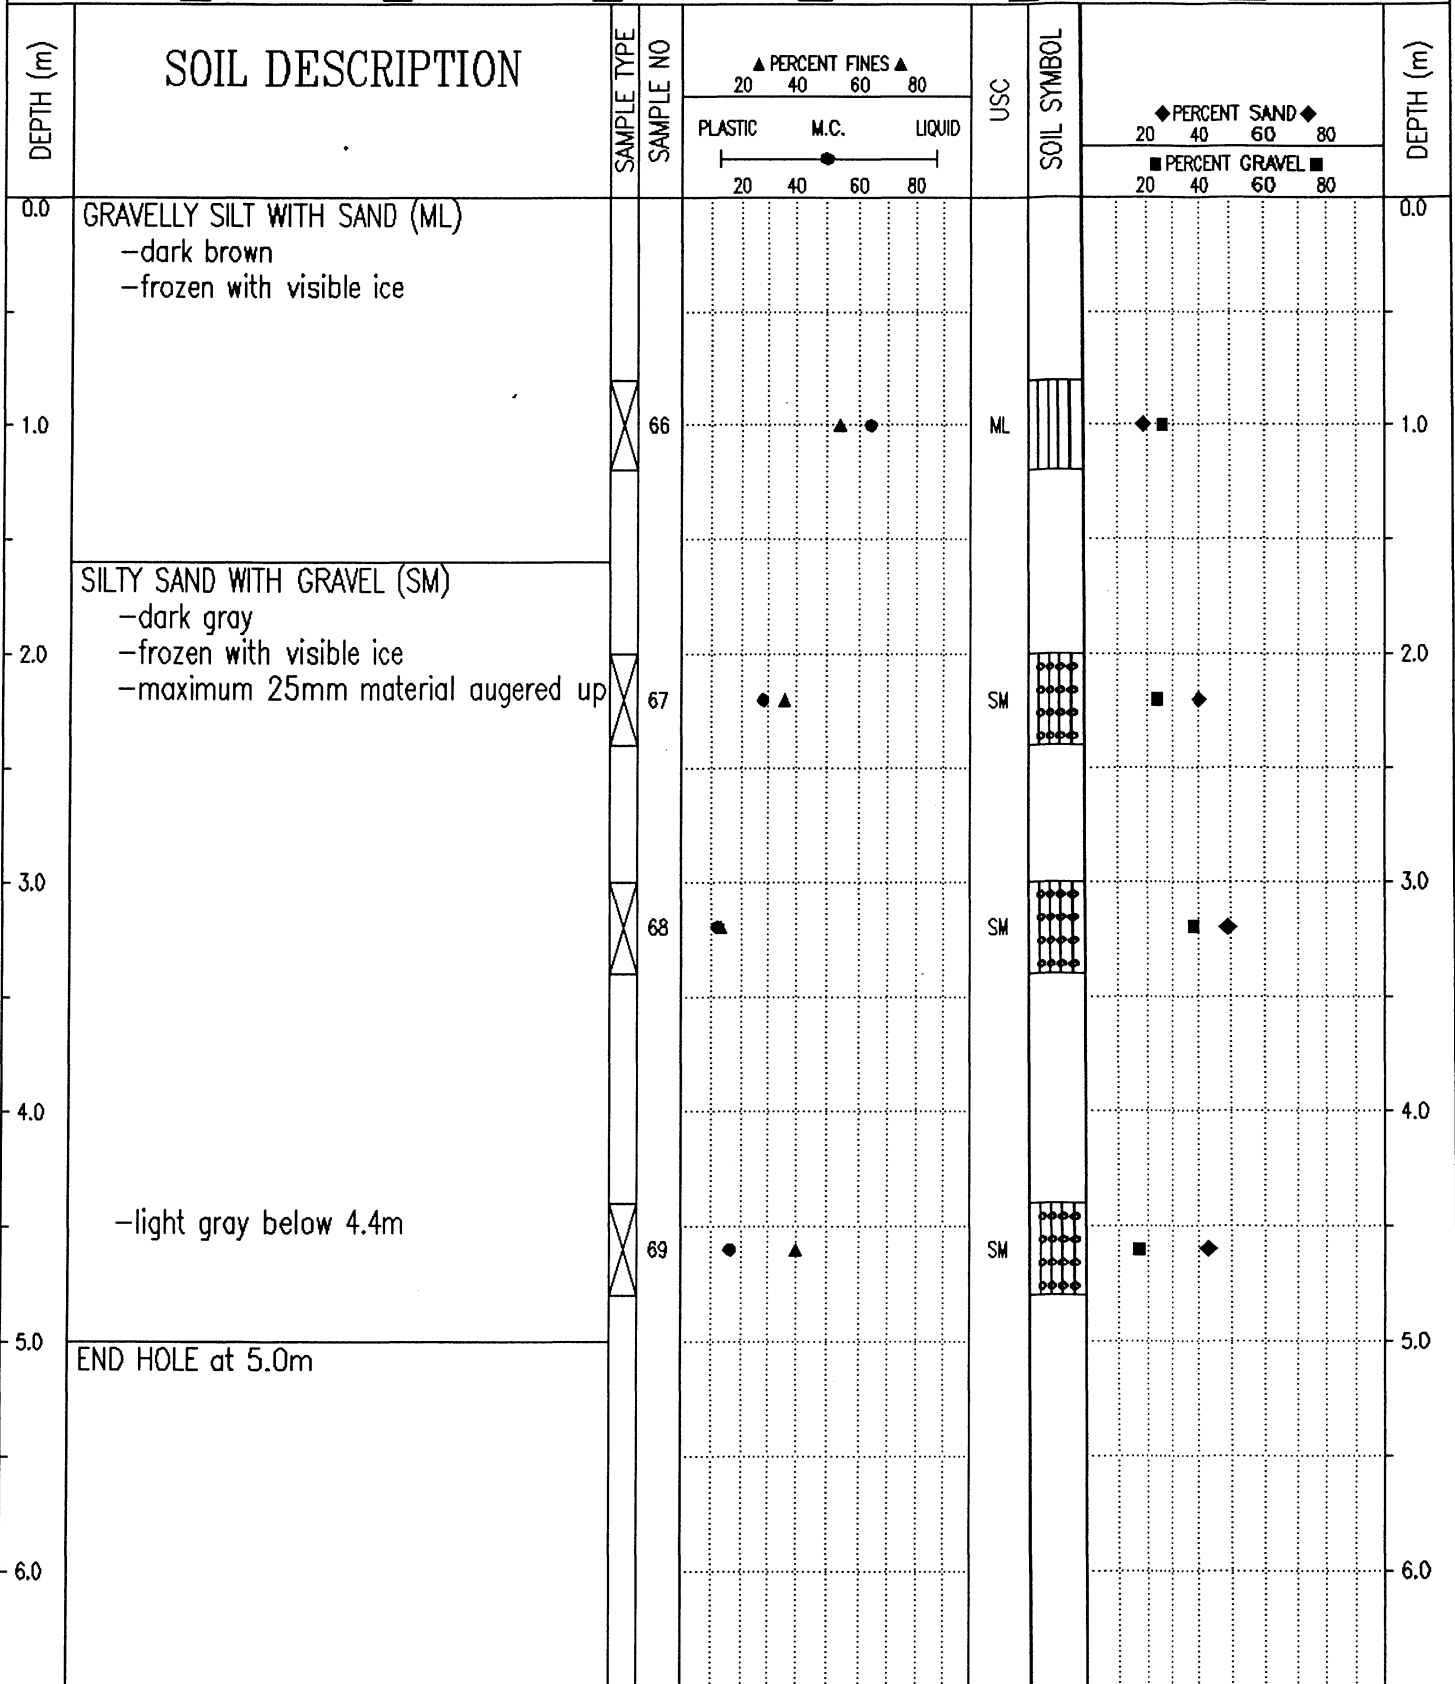 DEPTH (m)
SOIL DESCRIPTION
SAMPLE TYPE
SAMPLE NO
▲ PERCENT FINES ▲
20 40 60 80
PLASTIC M.C. LIQUID
20 40 60 80
USC
SOIL SYMBOL
◆ PERCENT SAND ◆
20 40 60 80
■ PERCENT GRAVEL ■
20 40 60 80
DEPTH (m)
0.0 GRAVELLY SILT WITH SAND (ML) 0.0
-dark brown
-frozen with visible ice
1.0 66 ML 1.0
SILTY SAND WITH GRAVEL (SM)
-dark gray
2.0 -frozen with visible ice 2.0
-maximum 25mm material augered up 67 SM
3.0 3.0
68 SM
4.0 4.0
-light gray below 4.4m
69 SM
5.0 5.0
END HOLE at 5.0m
6.0 6.0